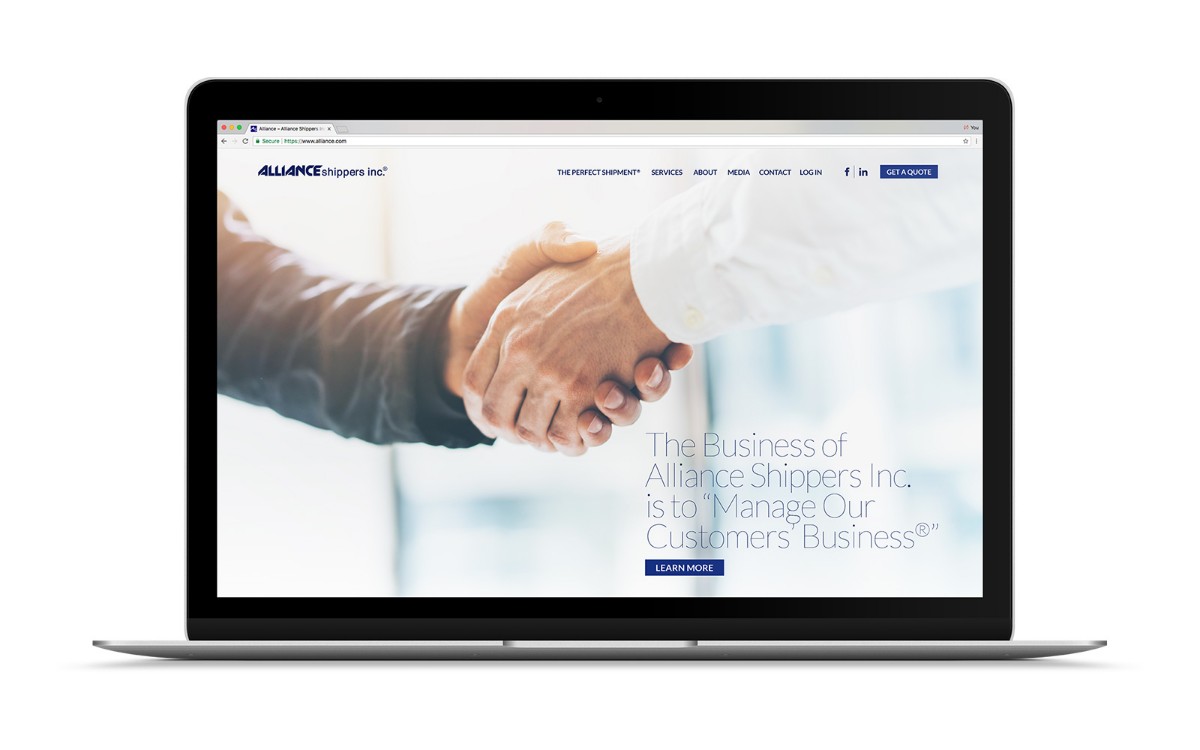 Alliance – Alliance Shippers In
You
Secure | https://www.alliance.com
ALLIANCE shippers inc.®
THE PERFECT SHIPMENT® SERVICES ABOUT MEDIA CONTACT LOG IN f in GET A QUOTE
The Business of
Alliance Shippers Inc.
is to “Manage Our
Customers’ Business®”
LEARN MORE